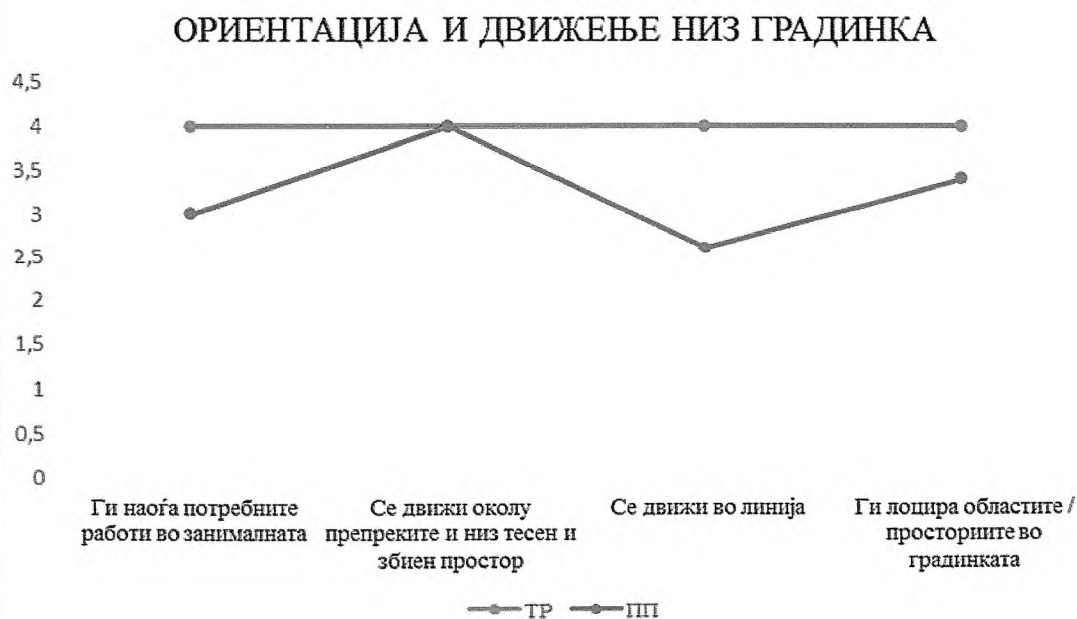 ОРИЕНТАЦИЈА И ДВИЖЕЊЕ НИЗ ГРАДИНКА
4,5
4
3,5
3
2,5
2
1,5
1
0,5
0
Ги наоѓа потребните
работи во занималната
Се движи околу
препреките и низ тесен и
збиен простор
Се движи во линија
Ги лоцира областите /
просториите во
градинката
ТР ПП